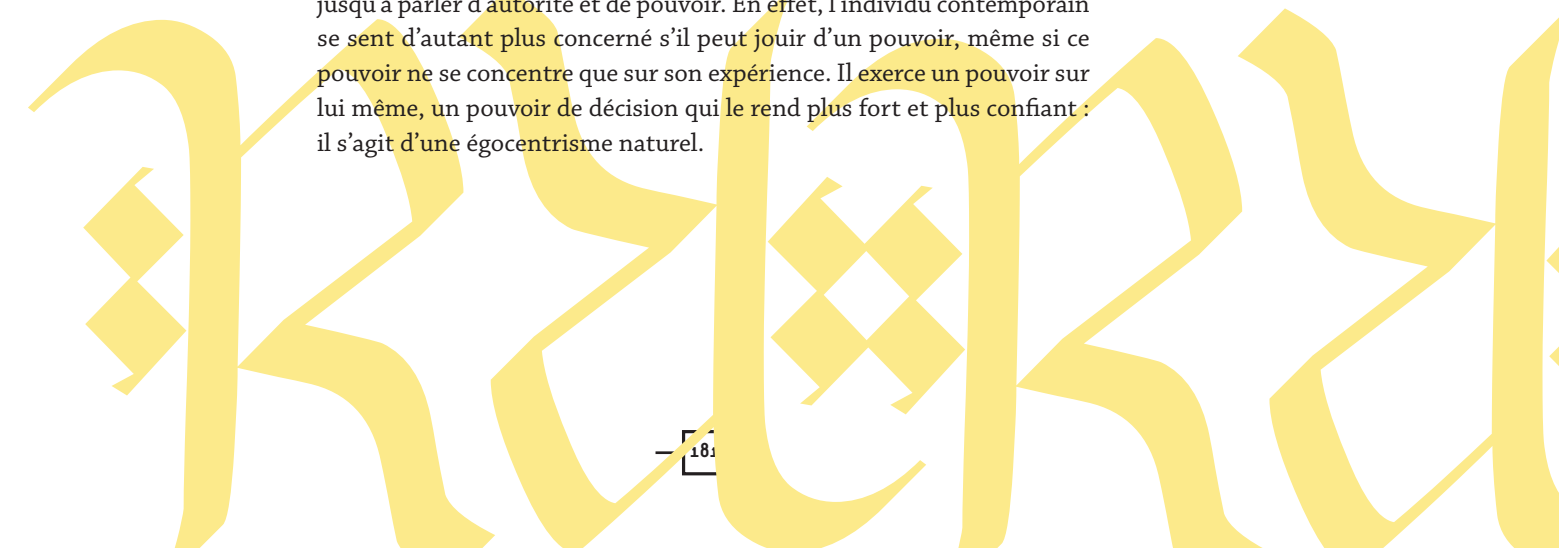 jusqu'à parler d'autorité et de pouvoir. En effet, l'individu contemporain
se sent d'autant plus concerné s'il peut jouir d'un pouvoir, même si ce
pouvoir ne se concentre que sur son expérience. Il exerce un pouvoir sur
lui même, un pouvoir de décision qui le rend plus fort et plus confiant :
il s'agit d'une égocentrisme naturel.
181